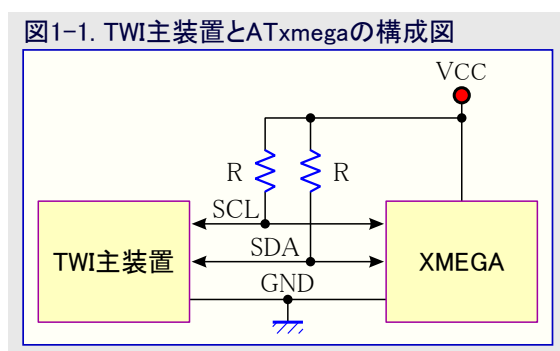 図1-1. TWI主装置とATxmegaの構成図
VCC
R
R
SCL
SDA
GND
TWI主装置
XMEGA